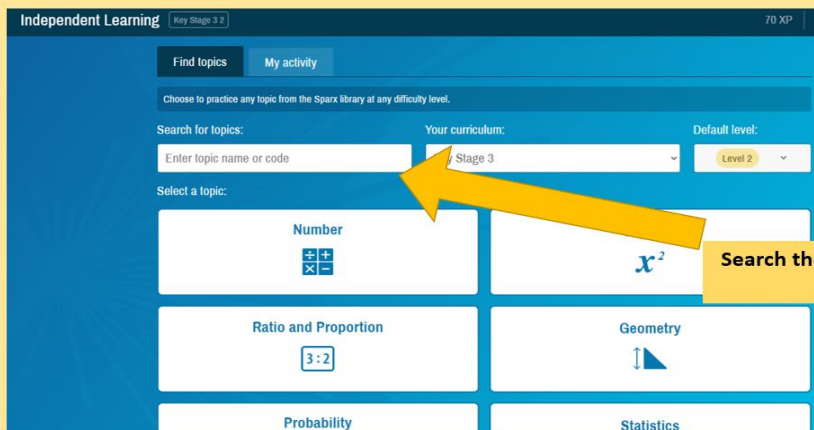 Independent Learning Key Stage 3 2 70 XP
Find topics My activity
Choose to practice any topic from the Sparx library at any difficulty level.
Search for topics: Your curriculum: Default level:
Enter topic name or code Stage 3 Level 2
Select a topic:
Number
÷ +
× −
x²
Search
Ratio and Proportion Geometry
3:2
Probability Statistics